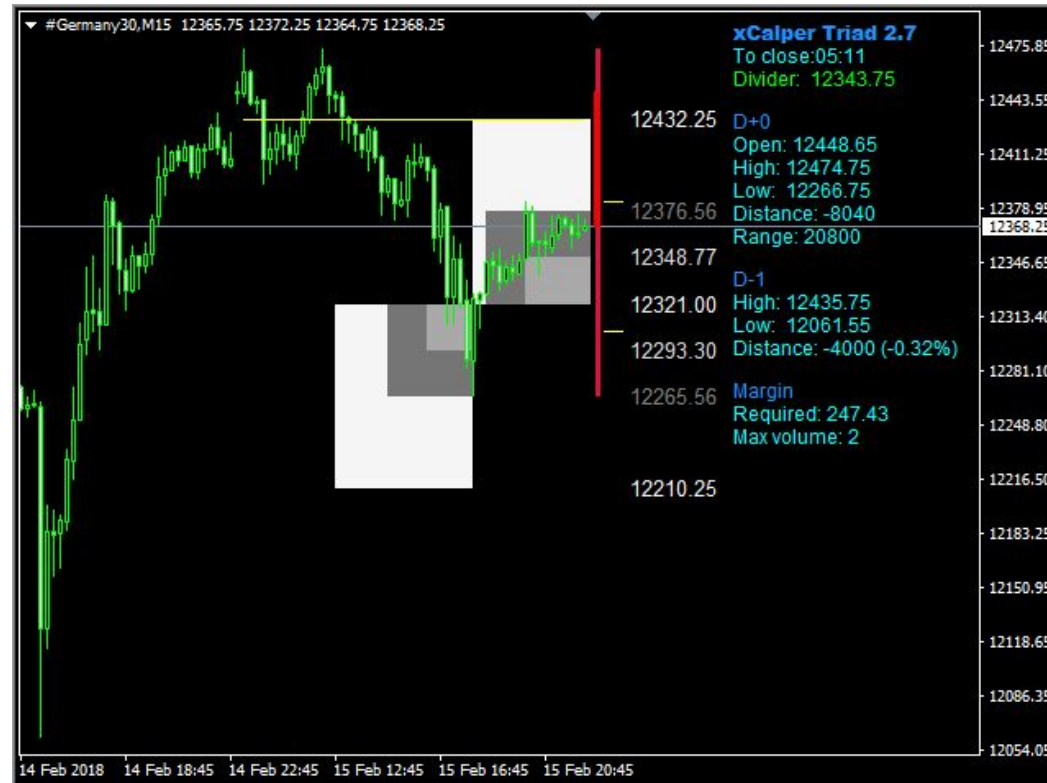 #Germany30,M15 12365.75 12372.25 12364.75 12368.25
xCalper Triad 2.7
To close:05:11
Divider: 12343.75
D+0
Open: 12448.65
High: 12474.75
Low: 12266.75
Distance: -8040
Range: 20800
D-1
High: 12435.75
Low: 12061.55
Distance: -4000 (-0.32%)
Margin
Required: 247.43
Max volume: 2
12432.25
12376.56
12348.77
12321.00
12293.30
12265.56
12210.25
12475.85
12443.55
12411.25
12378.95
12368.25
12346.65
12313.40
12281.10
12248.80
12216.50
12183.25
12150.95
12118.65
12086.35
12054.05
14 Feb 2018
14 Feb 18:45
14 Feb 22:45
15 Feb 12:45
15 Feb 16:45
15 Feb 20:45